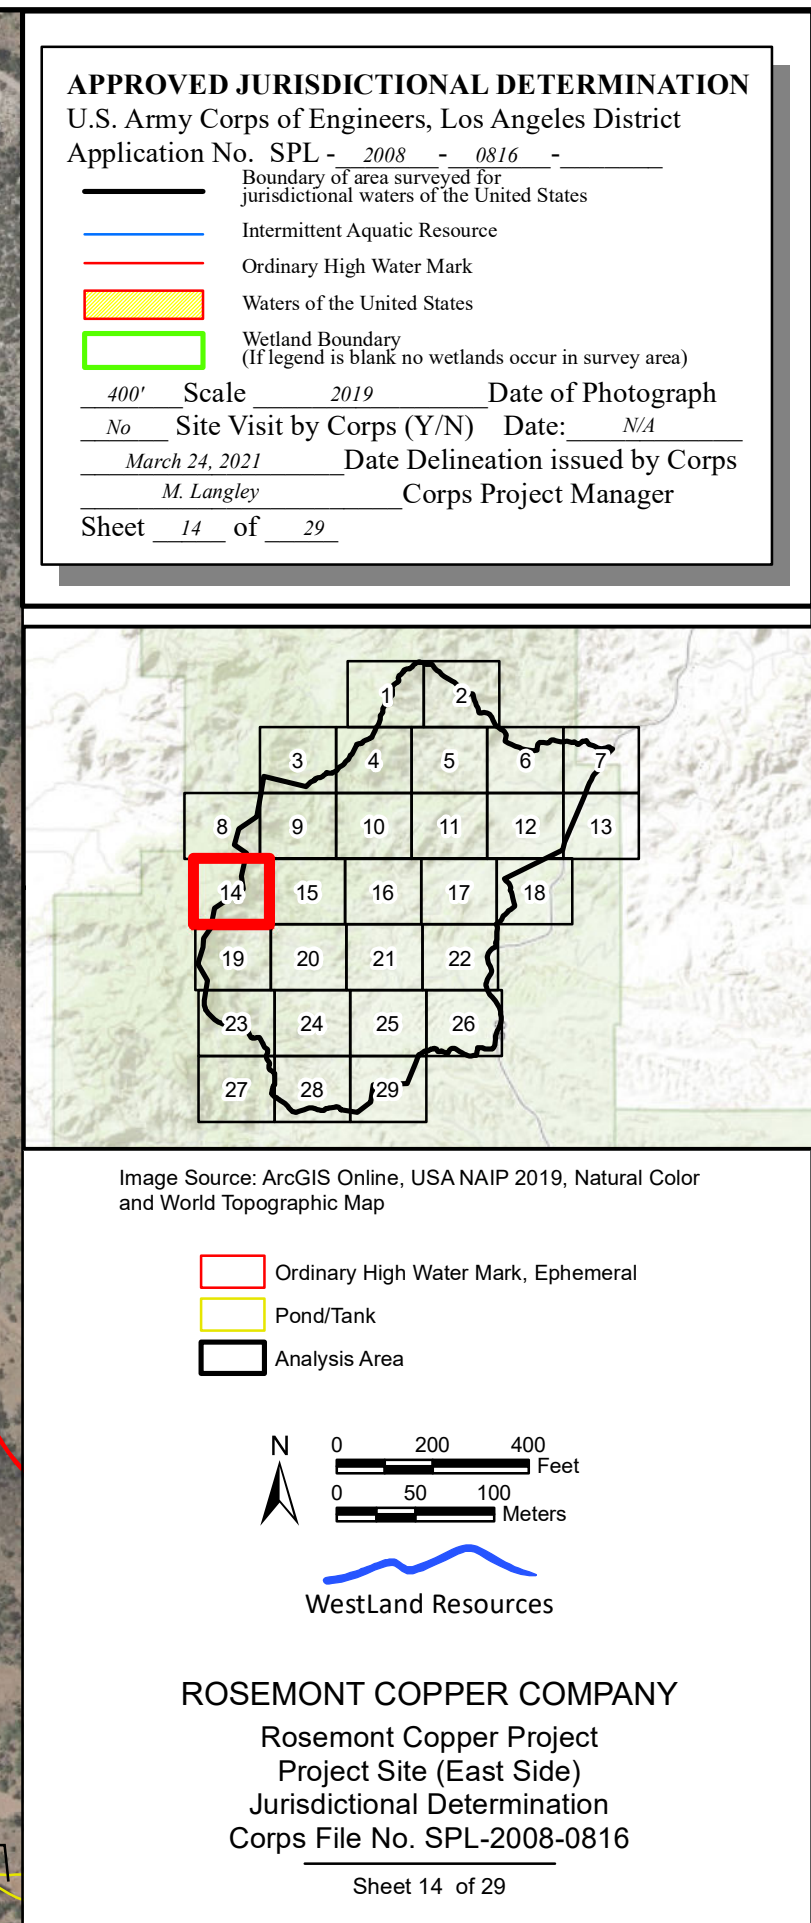 APPROVED JURISDICTIONAL DETERMINATION
U.S. Army Corps of Engineers, Los Angeles District
Application No. SPL - 2008 - 0816 -
Boundary of area surveyed for
jurisdictional waters of the United States
Intermittent Aquatic Resource
Ordinary High Water Mark
Waters of the United States
Wetland Boundary
(If legend is blank no wetlands occur in survey area)
400' Scale 2019 Date of Photograph
No Site Visit by Corps (Y/N) Date: N/A
March 24, 2021 Date Delineation issued by Corps
M. Langley Corps Project Manager
Sheet 14 of 29
1 2
3 4 5 6 7
8 9 10 11 12 13
14 15 16 17 18
19 20 21 22
23 24 25 26
27 28 29
Image Source: ArcGIS Online, USA NAIP 2019, Natural Color
and World Topographic Map
Ordinary High Water Mark, Ephemeral
Pond/Tank
Analysis Area
N
0 200 400
Feet
0 50 100
Meters
WestLand Resources
ROSEMONT COPPER COMPANY
Rosemont Copper Project
Project Site (East Side)
Jurisdictional Determination
Corps File No. SPL-2008-0816
Sheet 14 of 29